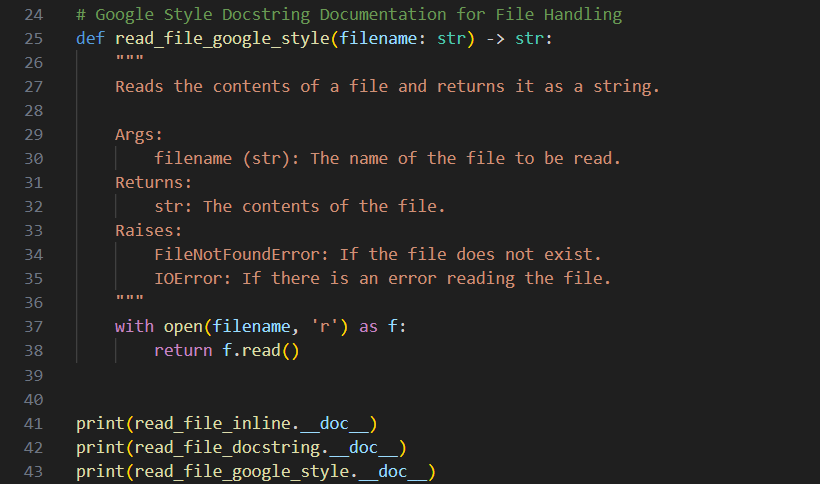 24 # Google Style Docstring Documentation for File Handling
25 def read_file_google_style(filename: str) -> str:
26     """
27     Reads the contents of a file and returns it as a string.
28
29     Args:
30         filename (str): The name of the file to be read.
31     Returns:
32         str: The contents of the file.
33     Raises:
34         FileNotFoundError: If the file does not exist.
35         IOError: If there is an error reading the file.
36     """
37     with open(filename, 'r') as f:
38         return f.read()
39
40
41 print(read_file_inline.__doc__)
42 print(read_file_docstring.__doc__)
43 print(read_file_google_style.__doc__)